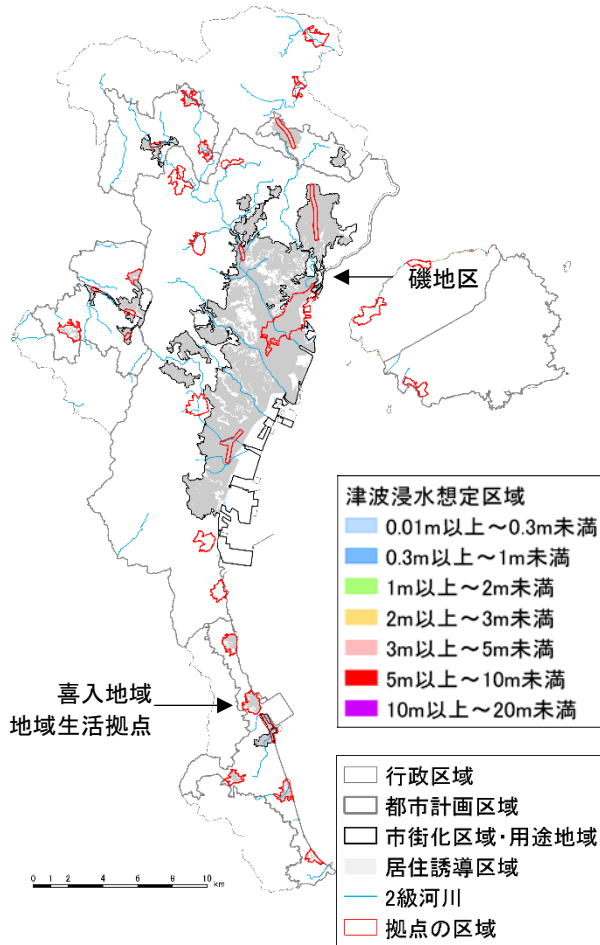 磯地区
津波浸水想定区域
0.01m以上～0.3m未満
0.3m以上～1m未満
1m以上～2m未満
2m以上～3m未満
3m以上～5m未満
5m以上～10m未満
10m以上～20m未満
喜入地域
地域生活拠点
行政区域
都市計画区域
市街化区域・用途地域
居住誘導区域
2級河川
拠点の区域
0 1 2 4 6 8 10
km